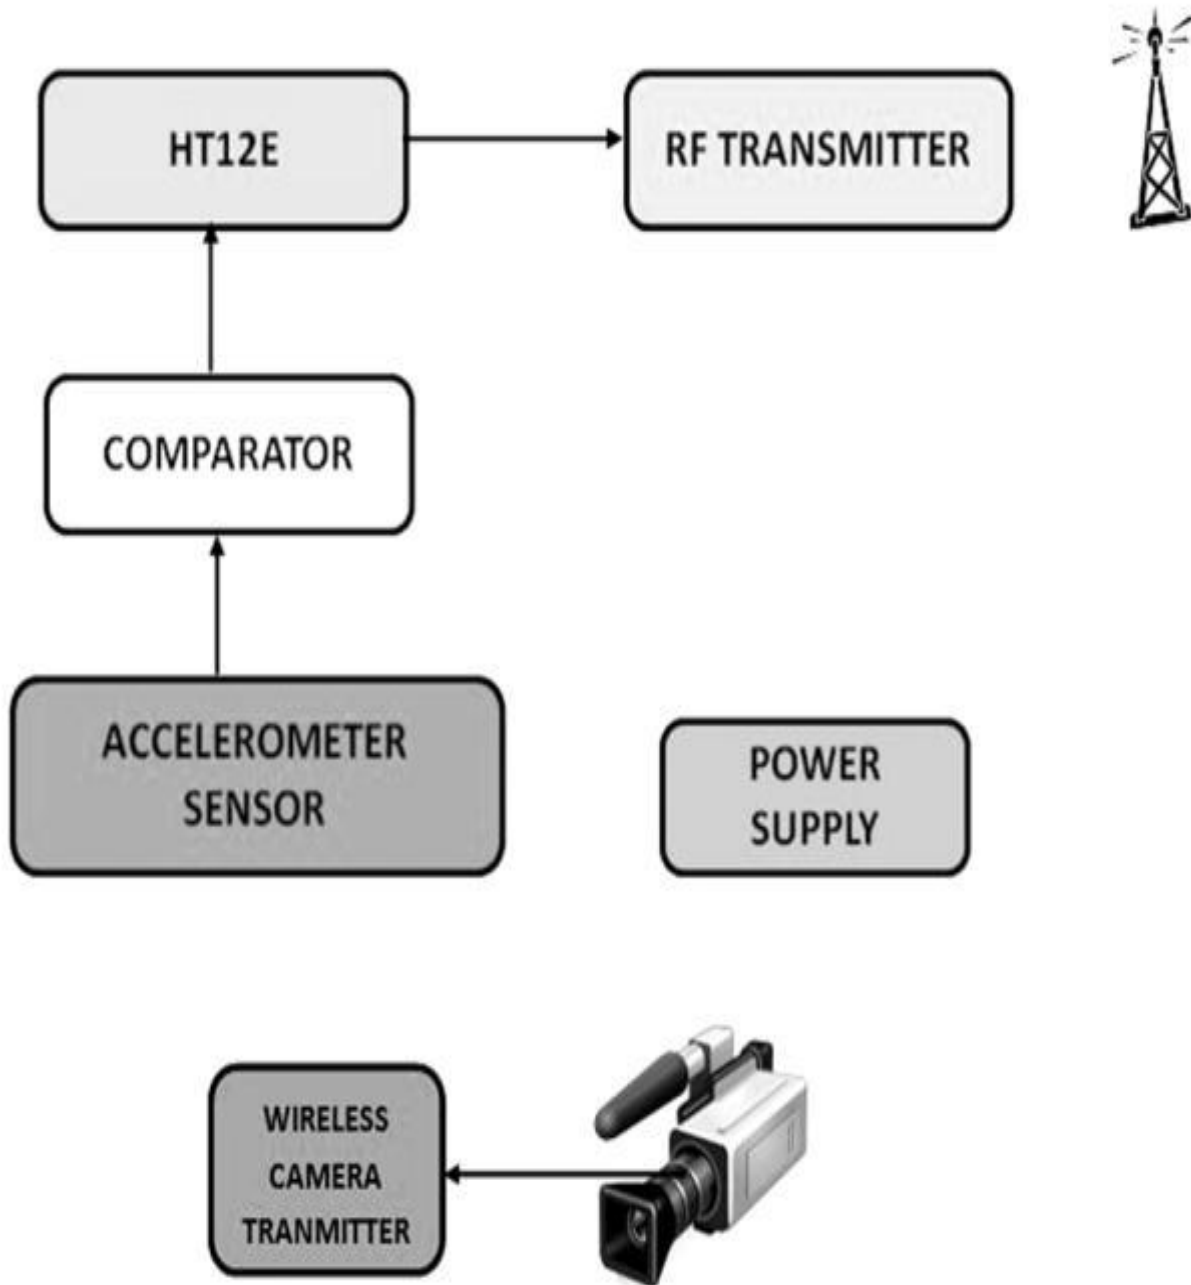 HT12E
RF TRANSMITTER
COMPARATOR
ACCELEROMETER
SENSOR
POWER
SUPPLY
WIRELESS
CAMERA
TRANMITTER